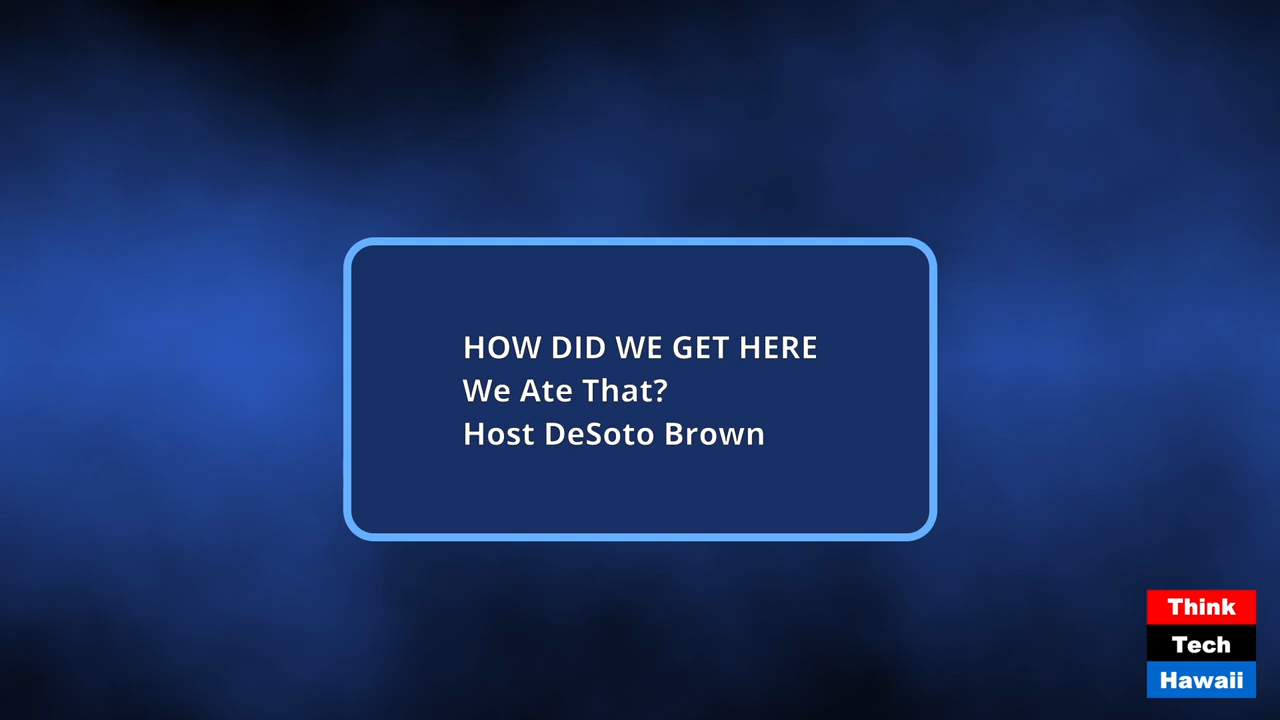 HOW DID WE GET HERE
We Ate That?
Host DeSoto Brown
Think
Tech
Hawaii